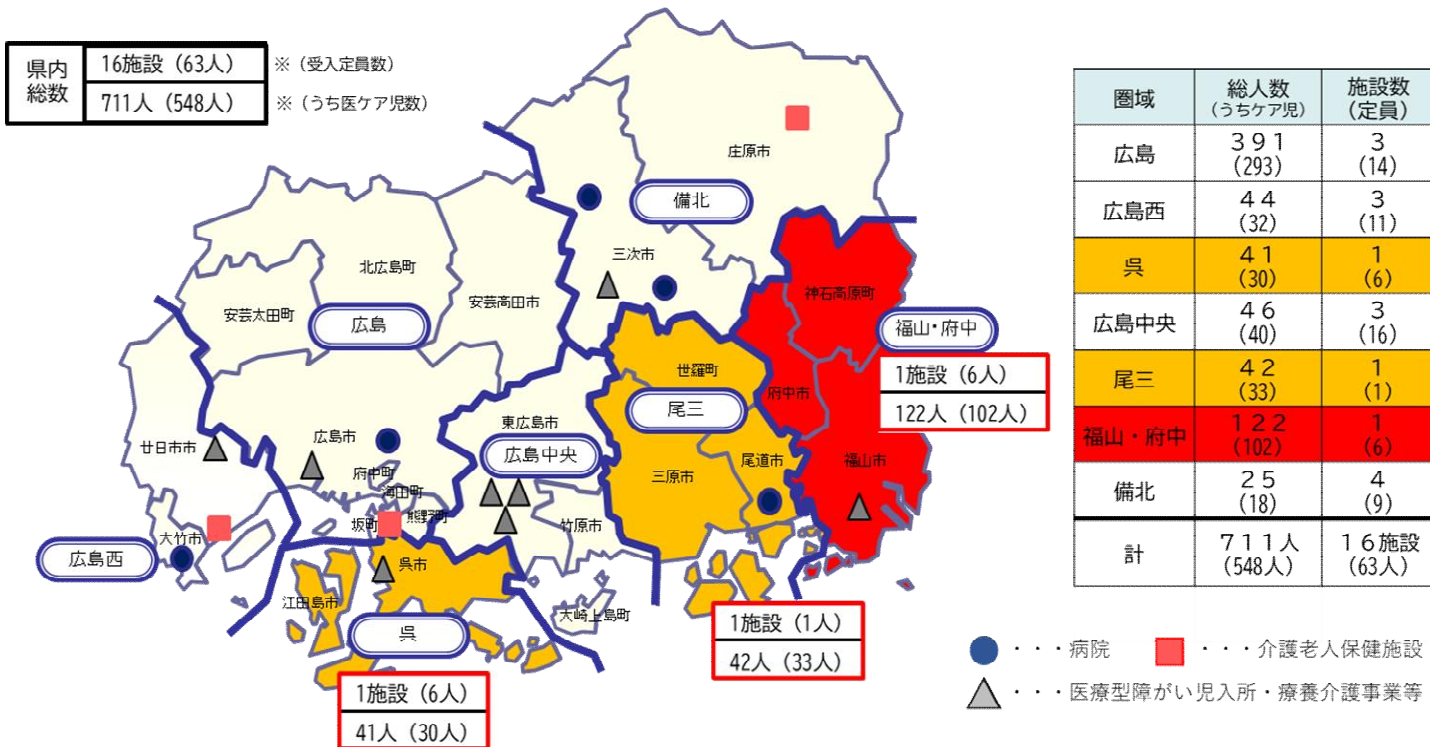 県内
総数
16施設（63人）
※（受入定員数）
711人（548人）
※（うち医ケア児数）
庄原市
備北
三次市
北広島町
安芸高田市
安芸太田町
広島
神石高原町
福山・府中
1施設（6人）
122人（102人）
世羅町
府中市
尾三
東広島市
広島中央
広島市
廿日市市
府中町
海田町
坂町
熊野町
三原市
尾道市
福山市
竹原市
大竹市
広島西
呉市
江田島市
大崎上島町
呉
1施設（1人）
42人（33人）
1施設（6人）
41人（30人）
圏域
総人数
（うちケア児）
施設数
（定員）
広島
３９１
（293）
３
（14）
広島西
４４
（32）
３
（11）
呉
４１
（30）
１
（6）
広島中央
４６
（40）
３
（16）
尾三
４２
（33）
１
（1）
福山・府中
１２２
（102）
１
（6）
備北
２５
（18）
４
（9）
計
７１１人
（548人）
１６施設
（63人）
・・・病院
・・・介護老人保健施設
・・・医療型障がい児入所・療養介護事業等